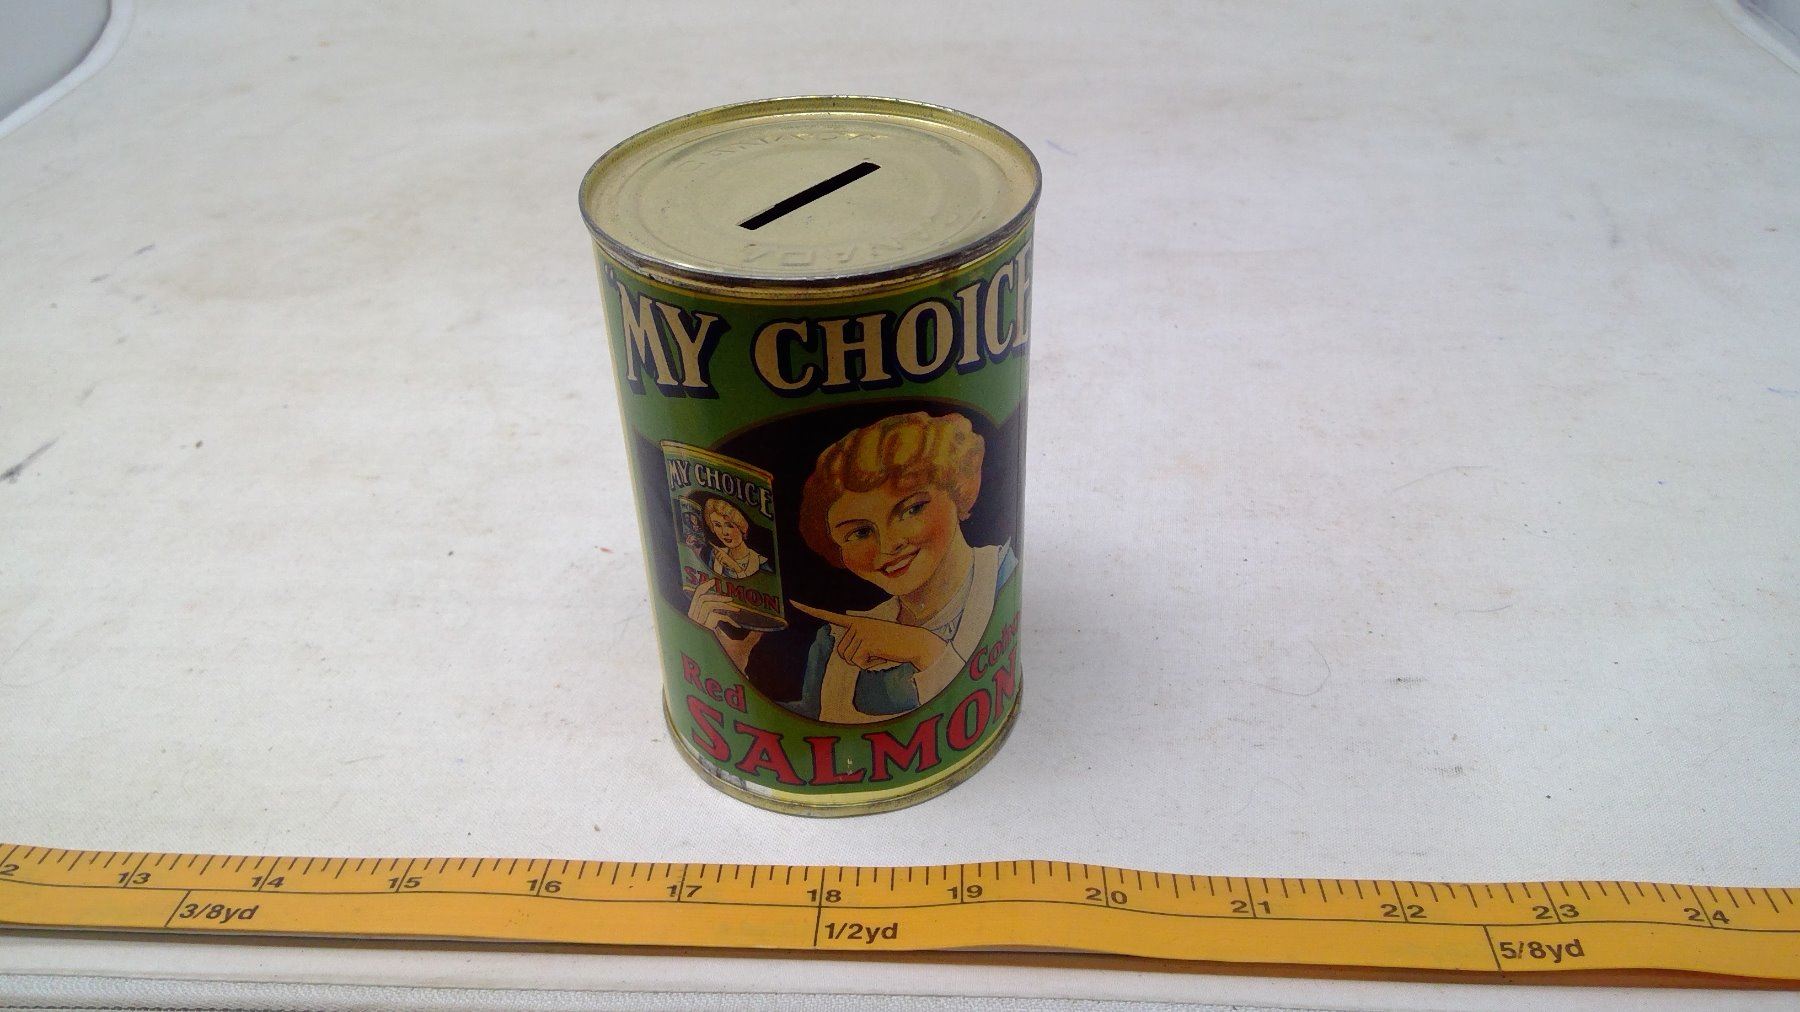 CANADA
"MY CHOICE
MY CHOICE
SALMON
Red
SALMON
13 14 15 16 17 18 19 20 21 22 23 24
3/8yd 1/2yd 5/8yd